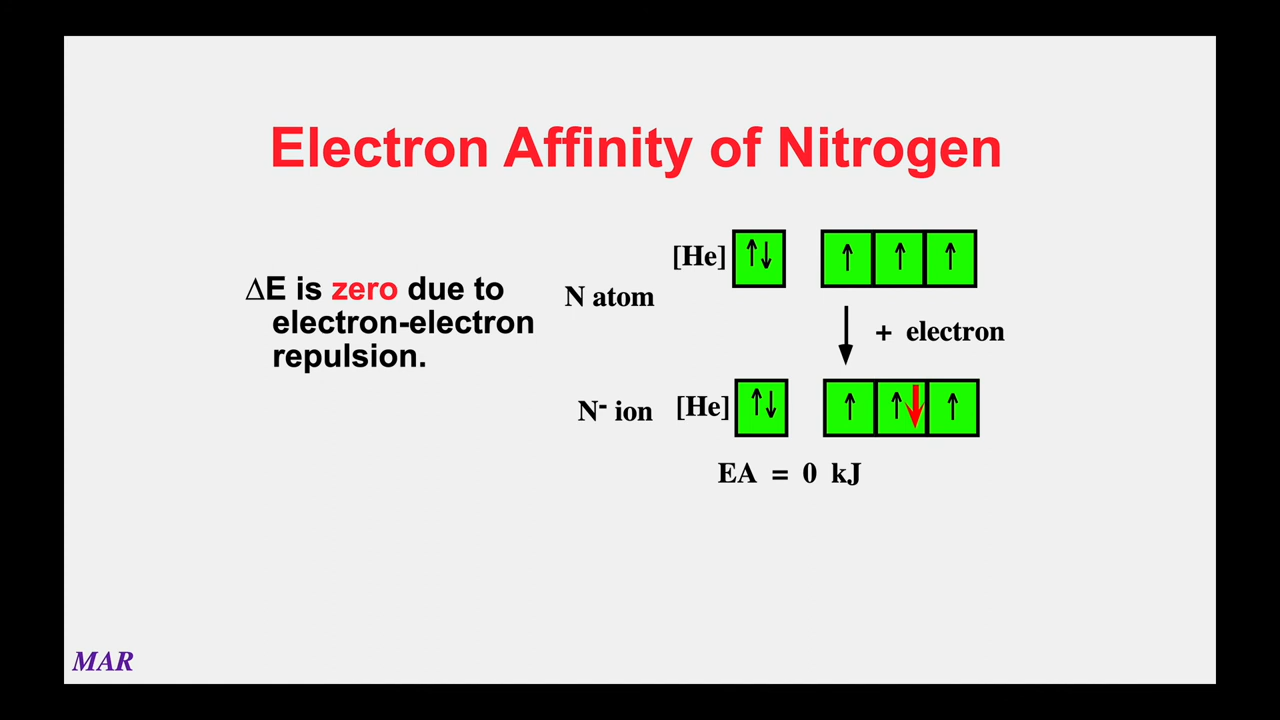 Electron Affinity of Nitrogen
ΔE is zero due to
electron-electron
repulsion.
[He] ↑↓ ↑ ↑ ↑
N atom
+ electron
N⁻ ion [He] ↑↓ ↑ ↑↓ ↑
EA = 0 kJ
MAR